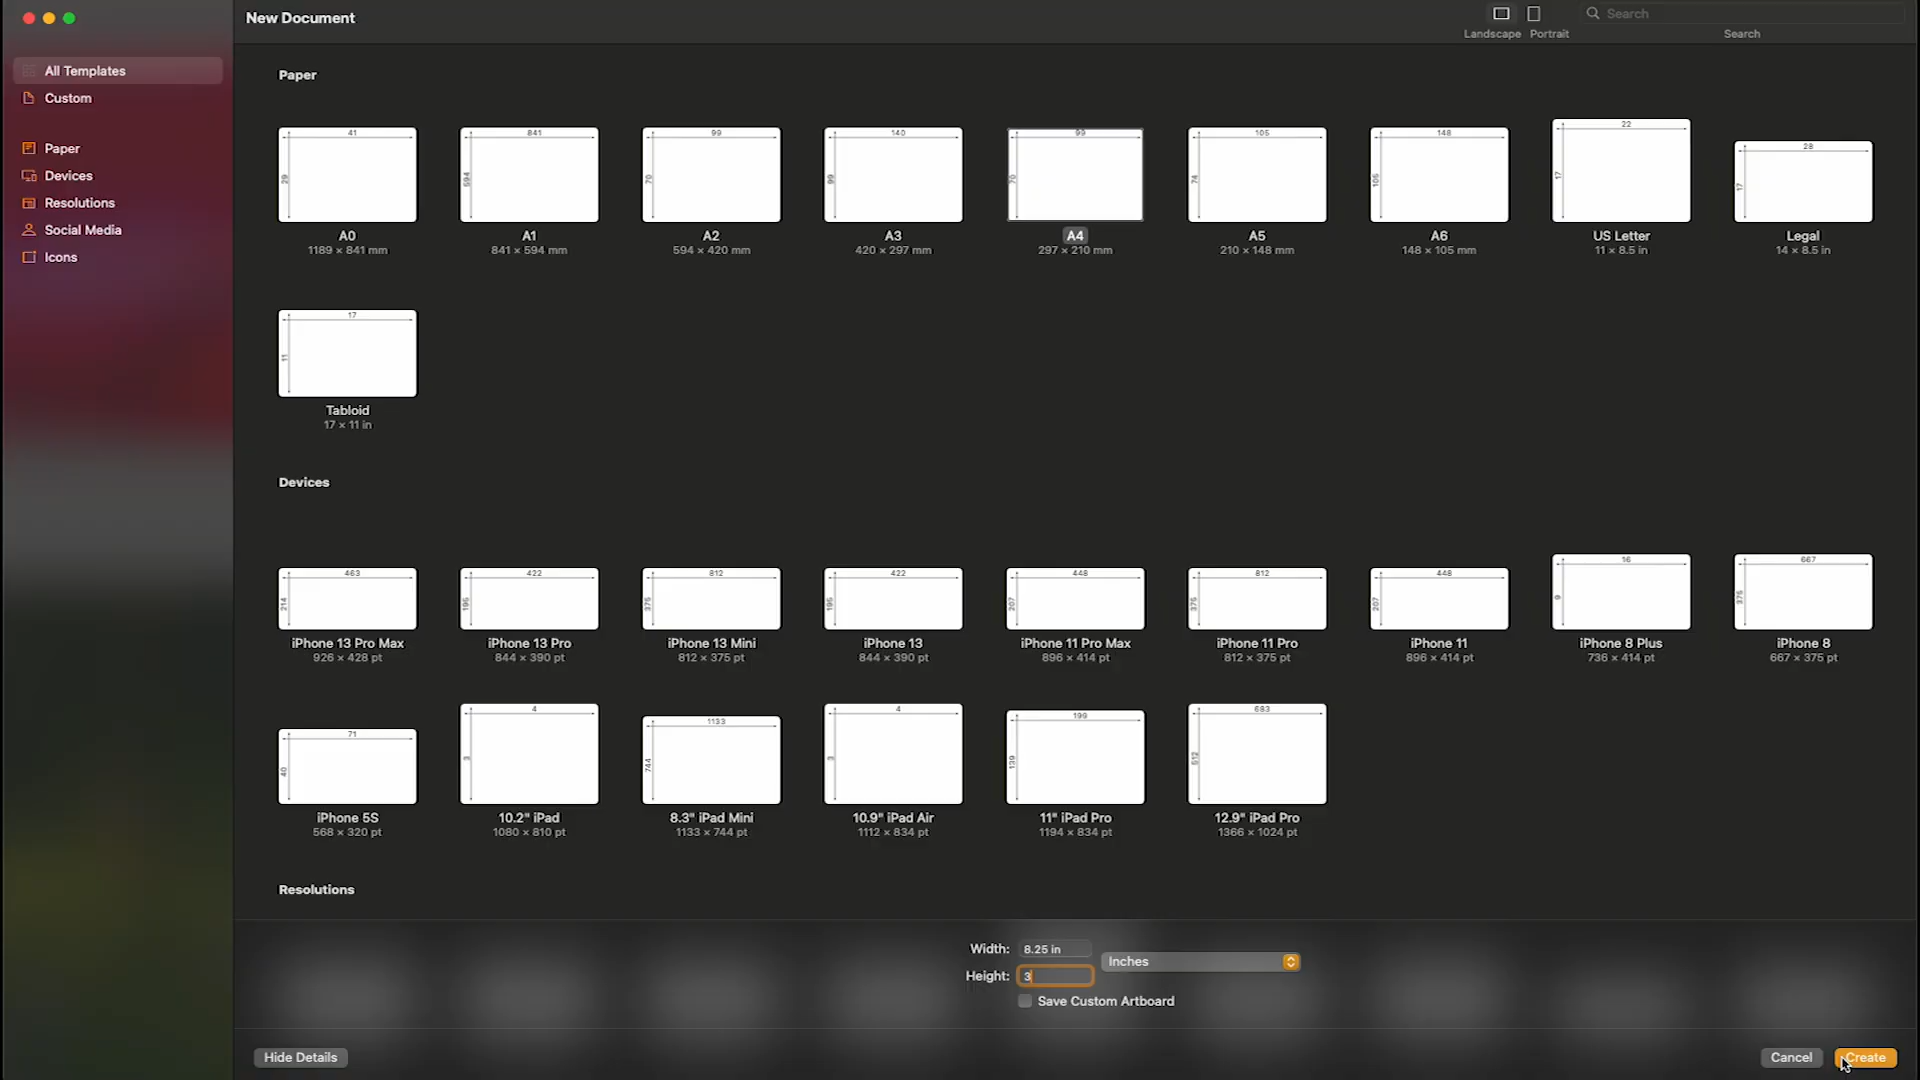 New Document
Landscape
Portrait
Search
Search
All Templates
Custom
Paper
Devices
Resolutions
Social Media
Icons
Paper
41 841 99 140 99 105 148 22 28
29 594 70 99 70 74 105 17 17
A0 A1 A2 A3 A4 A5 A6 US Letter Legal
1189 × 841 mm 841 × 594 mm 594 × 420 mm 420 × 297 mm 297 × 210 mm 210 × 148 mm 148 × 105 mm 11 × 8.5 in 14 × 8.5 in
17
11
Tabloid
17 × 11 in
Devices
463 422 812 422 448 812 448 16 667
214 195 375 195 207 375 207 9 375
iPhone 13 Pro Max iPhone 13 Pro iPhone 13 Mini iPhone 13 iPhone 11 Pro Max iPhone 11 Pro iPhone 11 iPhone 8 Plus iPhone 8
926 × 428 pt 844 × 390 pt 812 × 375 pt 844 × 390 pt 896 × 414 pt 812 × 375 pt 896 × 414 pt 736 × 414 pt 667 × 375 pt
71 4 1133 4 199 683
40 3 744 3 139 512
iPhone 5S 10.2" iPad 8.3" iPad Mini 10.9" iPad Air 11" iPad Pro 12.9" iPad Pro
568 × 320 pt 1080 × 810 pt 1133 × 744 pt 1112 × 834 pt 1194 × 834 pt 1366 × 1024 pt
Resolutions
Width: 8.25 in
Inches
Height: 3
Save Custom Artboard
Hide Details
Cancel
Create